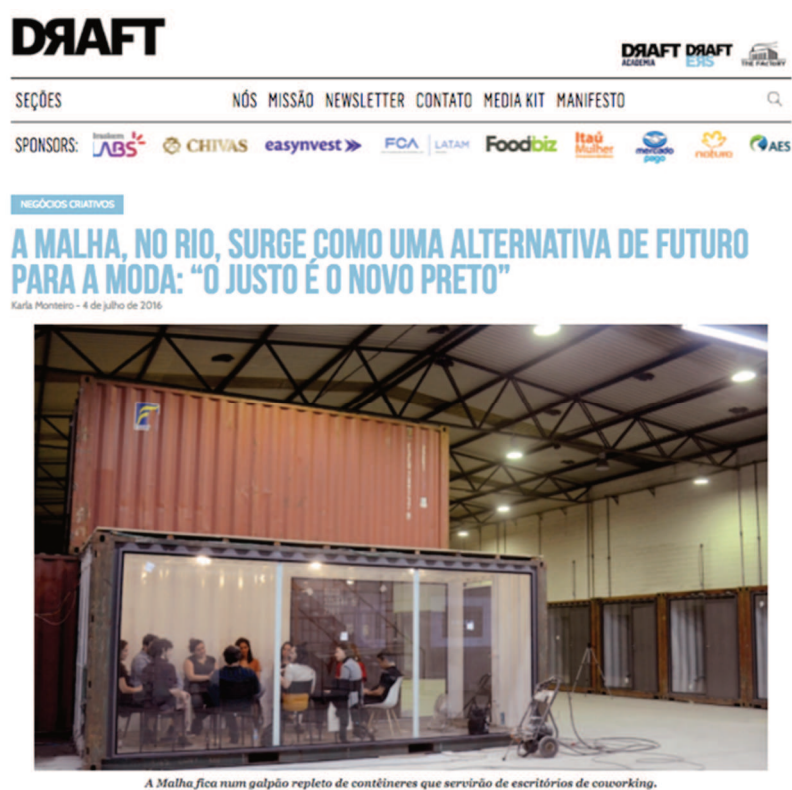 DRAFT
DRAFT ACADEMIA DRAFT ERS THE FACTORY
SEÇÕES NÓS MISSÃO NEWSLETTER CONTATO MEDIA KIT MANIFESTO
SPONSORS: braskem LABS CHIVAS easynvest FCA LATAM Foodbiz Itaú Mulher mercado pago natura AES
NEGÓCIOS CRIATIVOS
A MALHA, NO RIO, SURGE COMO UMA ALTERNATIVA DE FUTURO
PARA A MODA: “O JUSTO É O NOVO PRETO”
Karla Monteiro - 4 de julho de 2016
A Malha fica num galpão repleto de contêineres que servirão de escritórios de coworking.